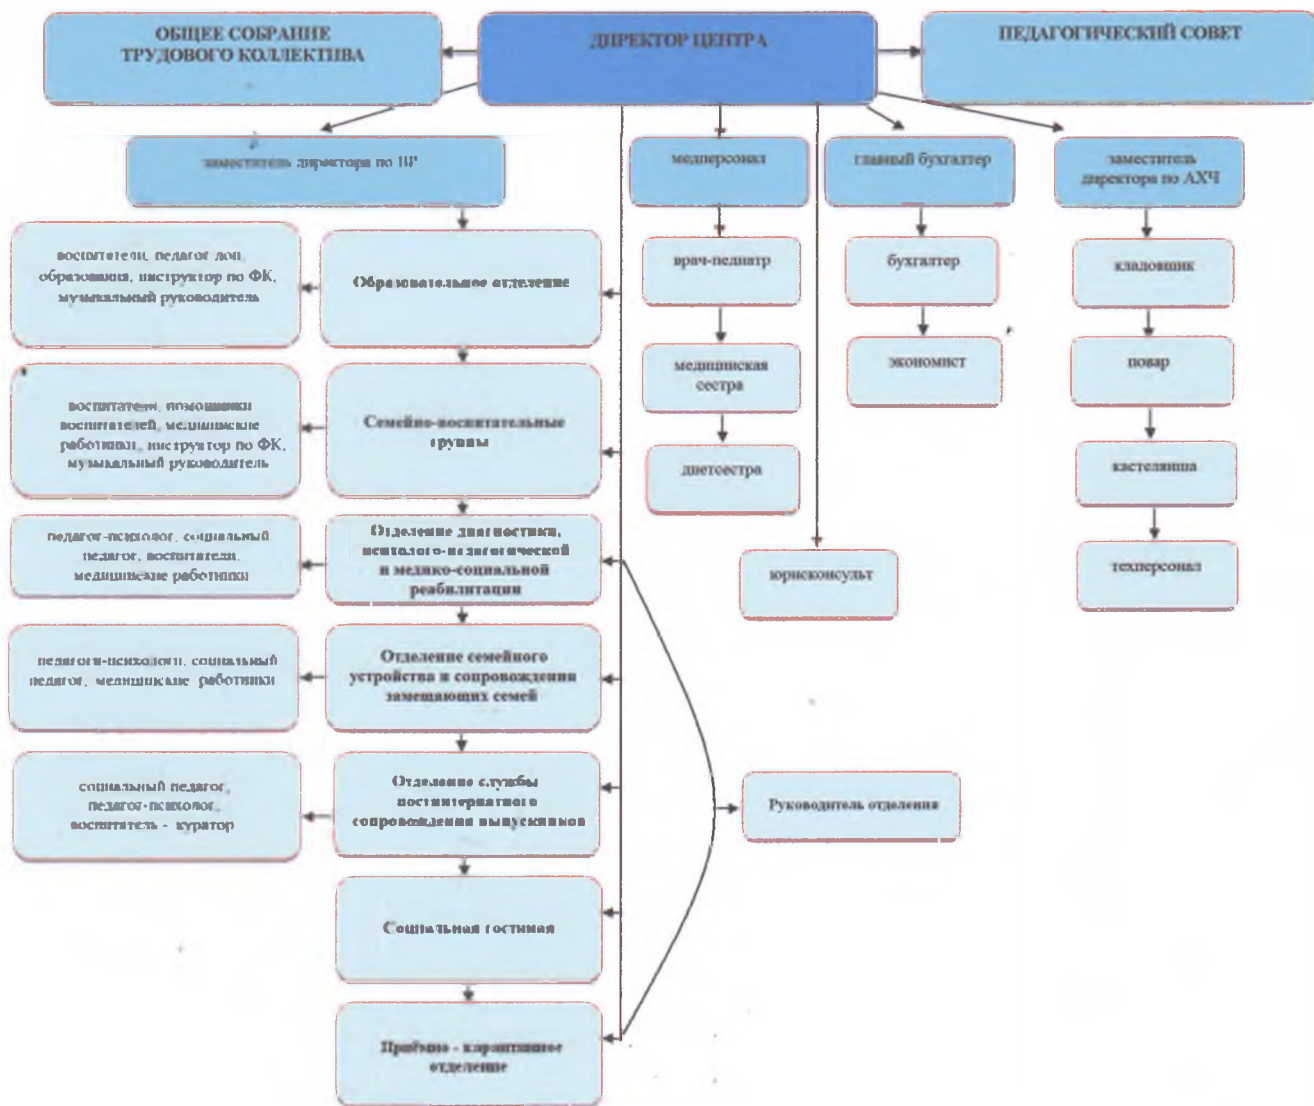 ОБЩЕЕ СОБРАНИЕ
ТРУДОВОГО КОЛЛЕКТИВА
ДИРЕКТОР ЦЕНТРА
ПЕДАГОГИЧЕСКИЙ СОВЕТ
заместитель директора по
медперсонал
главный бухгалтер
заместитель
директора по АХЧ
воспитатели, педагог доп.
образования, инструктор по ФК,
музыкальный руководитель
Образовательное отделение
врач-педиатр
бухгалтер
кладовщик
медицинская
сестра
экономист
повар
воспитатели, помощники
воспитателей, медицинские
работники, инструктор по ФК,
музыкальный руководитель
Семейно-воспитательные
группы
диетсестра
кастелянша
педагог-психолог, социальный
педагог, воспитатели,
медицинские работники
Отделение диагностики,
психолого-педагогической
и медико-социальной
реабилитации
юрисконсульт
техперсонал
педагоги-психологи, социальный
педагог, медицинские работники
Отделение семейного
устройства и сопровождения
замещающих семей
социальный педагог,
педагог-психолог,
воспитатель - куратор
Отделение службы
постинтернатного
сопровождения выпускников
Руководитель отделения
Социальная гостиная
Приёмно - карантинное
отделение